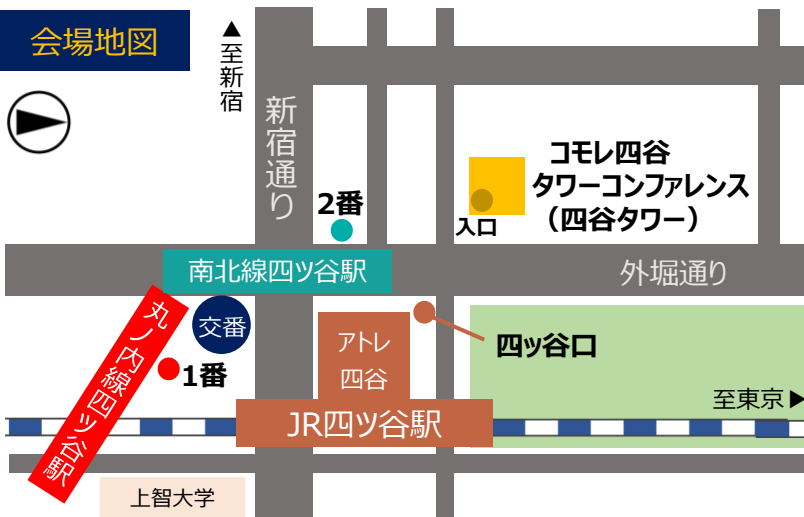 会場地図
▲至新宿
新宿通り
コモレ四谷
タワーコンファレンス
（四谷タワー）
2番
入口
南北線四ツ谷駅
外堀通り
丸ノ内線四ツ谷駅
交番
1番
アトレ
四谷
四ッ谷口
至東京▶
JR四ツ谷駅
上智大学